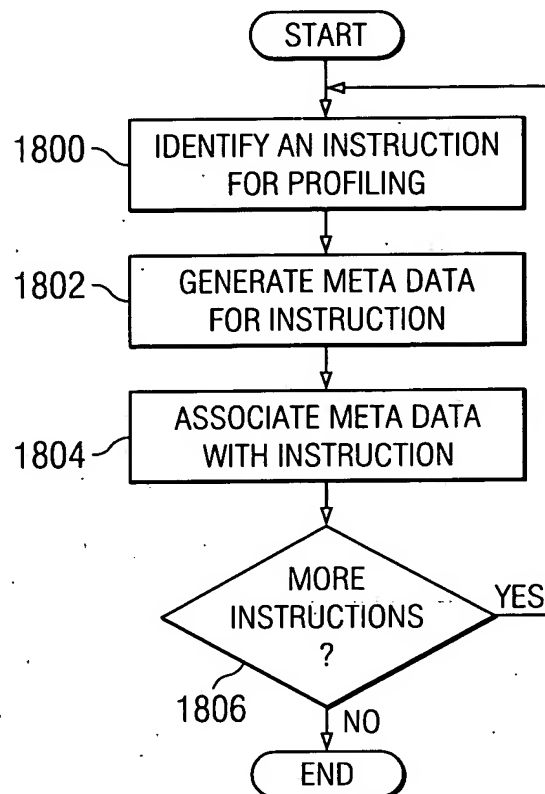 START
1800
IDENTIFY AN INSTRUCTION
FOR PROFILING
1802
GENERATE META DATA
FOR INSTRUCTION
1804
ASSOCIATE META DATA
WITH INSTRUCTION
MORE
INSTRUCTIONS
?
YES
1806
NO
END